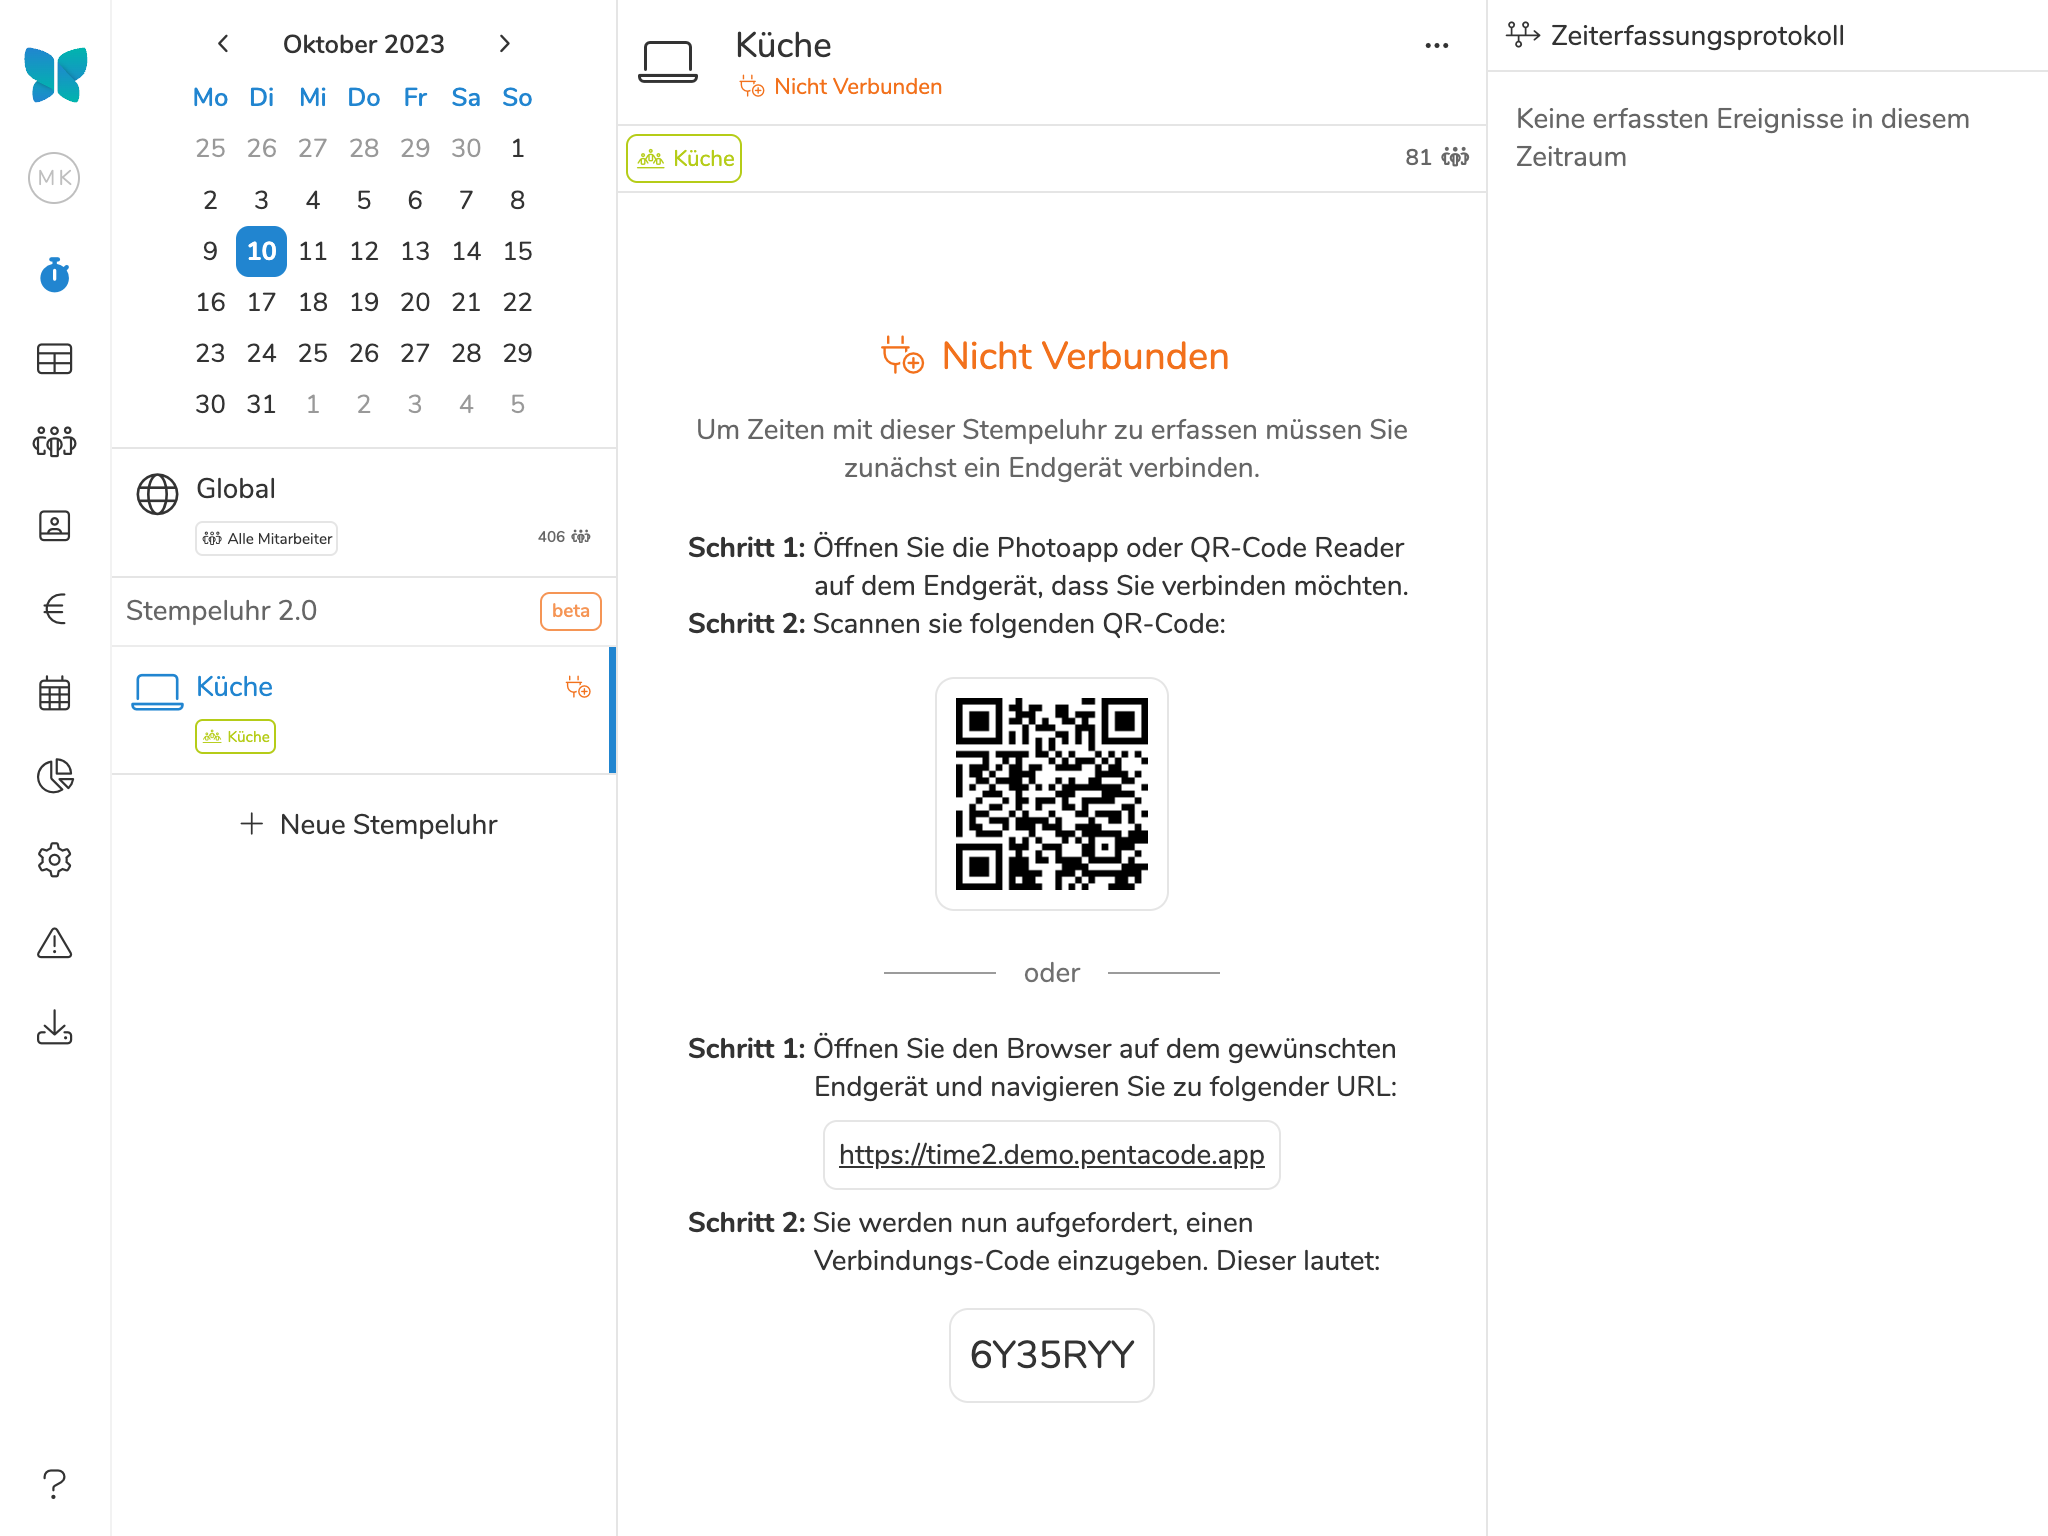 MK
Oktober 2023
Mo Di Mi Do Fr Sa So
25 26 27 28 29 30 1
2 3 4 5 6 7 8
9 10 11 12 13 14 15
16 17 18 19 20 21 22
23 24 25 26 27 28 29
30 31 1 2 3 4 5
Global
Alle Mitarbeiter 406
Stempeluhr 2.0 beta
Küche
Küche
+ Neue Stempeluhr
Küche
Nicht Verbunden
Küche 81
Nicht Verbunden
Um Zeiten mit dieser Stempeluhr zu erfassen müssen Sie
zunächst ein Endgerät verbinden.
Schritt 1: Öffnen Sie die Photoapp oder QR-Code Reader
auf dem Endgerät, dass Sie verbinden möchten.
Schritt 2: Scannen sie folgenden QR-Code:
oder
Schritt 1: Öffnen Sie den Browser auf dem gewünschten
Endgerät und navigieren Sie zu folgender URL:
https://time2.demo.pentacode.app
Schritt 2: Sie werden nun aufgefordert, einen
Verbindungs-Code einzugeben. Dieser lautet:
6Y35RYY
Zeiterfassungsprotokoll
Keine erfassten Ereignisse in diesem
Zeitraum